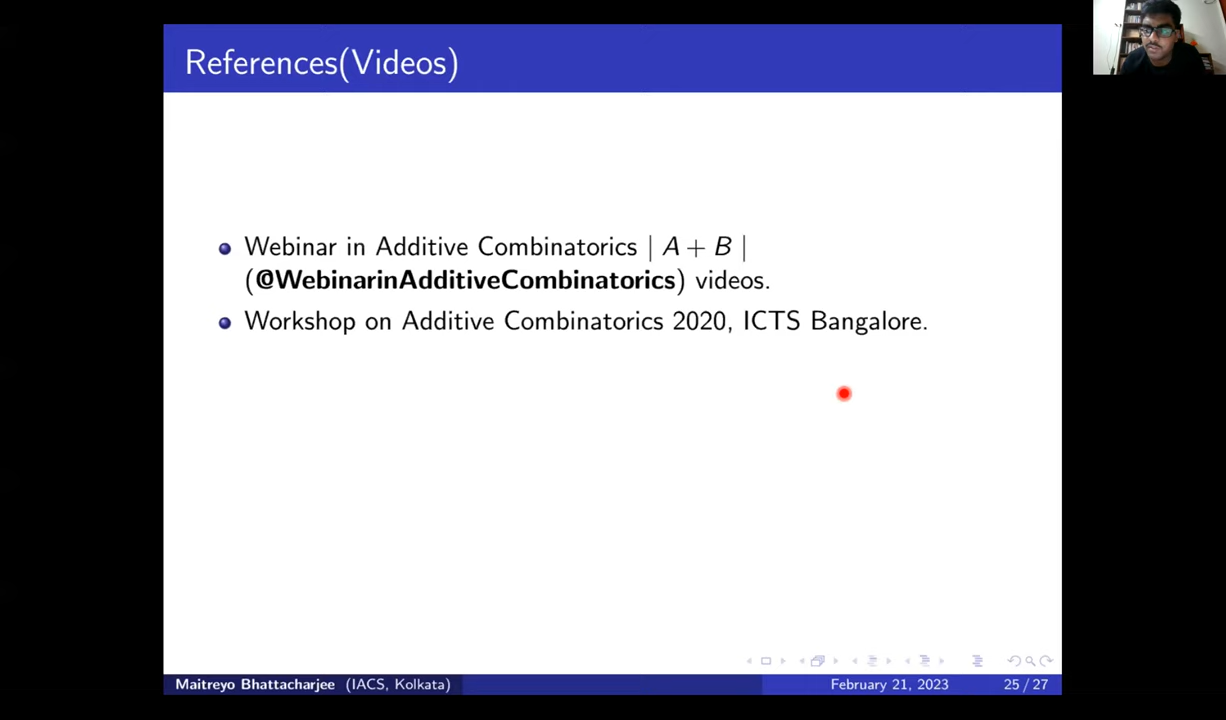 References(Videos)
Webinar in Additive Combinatorics | A + B |
(@WebinarinAdditiveCombinatorics) videos.
Workshop on Additive Combinatorics 2020, ICTS Bangalore.
Maitreyo Bhattacharjee (IACS, Kolkata) February 21, 2023 25 / 27